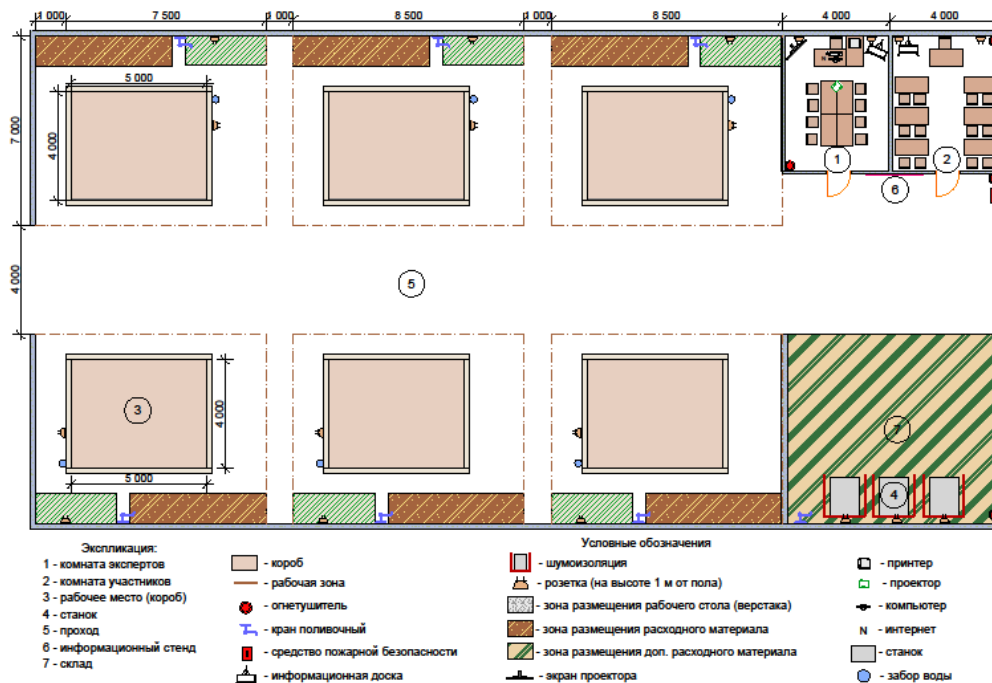 1 000 7 500 1 000 8 500 1 000 8 500 4 000 4 000
7 000
5 000
4 000
N
1 2
6
4 000
5
3
4 000
5 000
7
4
Экспликация:
1 - комната экспертов
2 - комната участников
3 - рабочее место (короб)
4 - станок
5 - проход
6 - информационный стенд
7 - склад
Условные обозначения
- короб
- рабочая зона
- огнетушитель
- кран поливочный
- средство пожарной безопасности
- информационная доска
- шумоизоляция
- розетка (на высоте 1 м от пола)
- зона размещения рабочего стола (верстака)
- зона размещения расходного материала
- зона размещения доп. расходного материала
- экран проектора
- принтер
- проектор
- компьютер
N - интернет
- станок
- забор воды